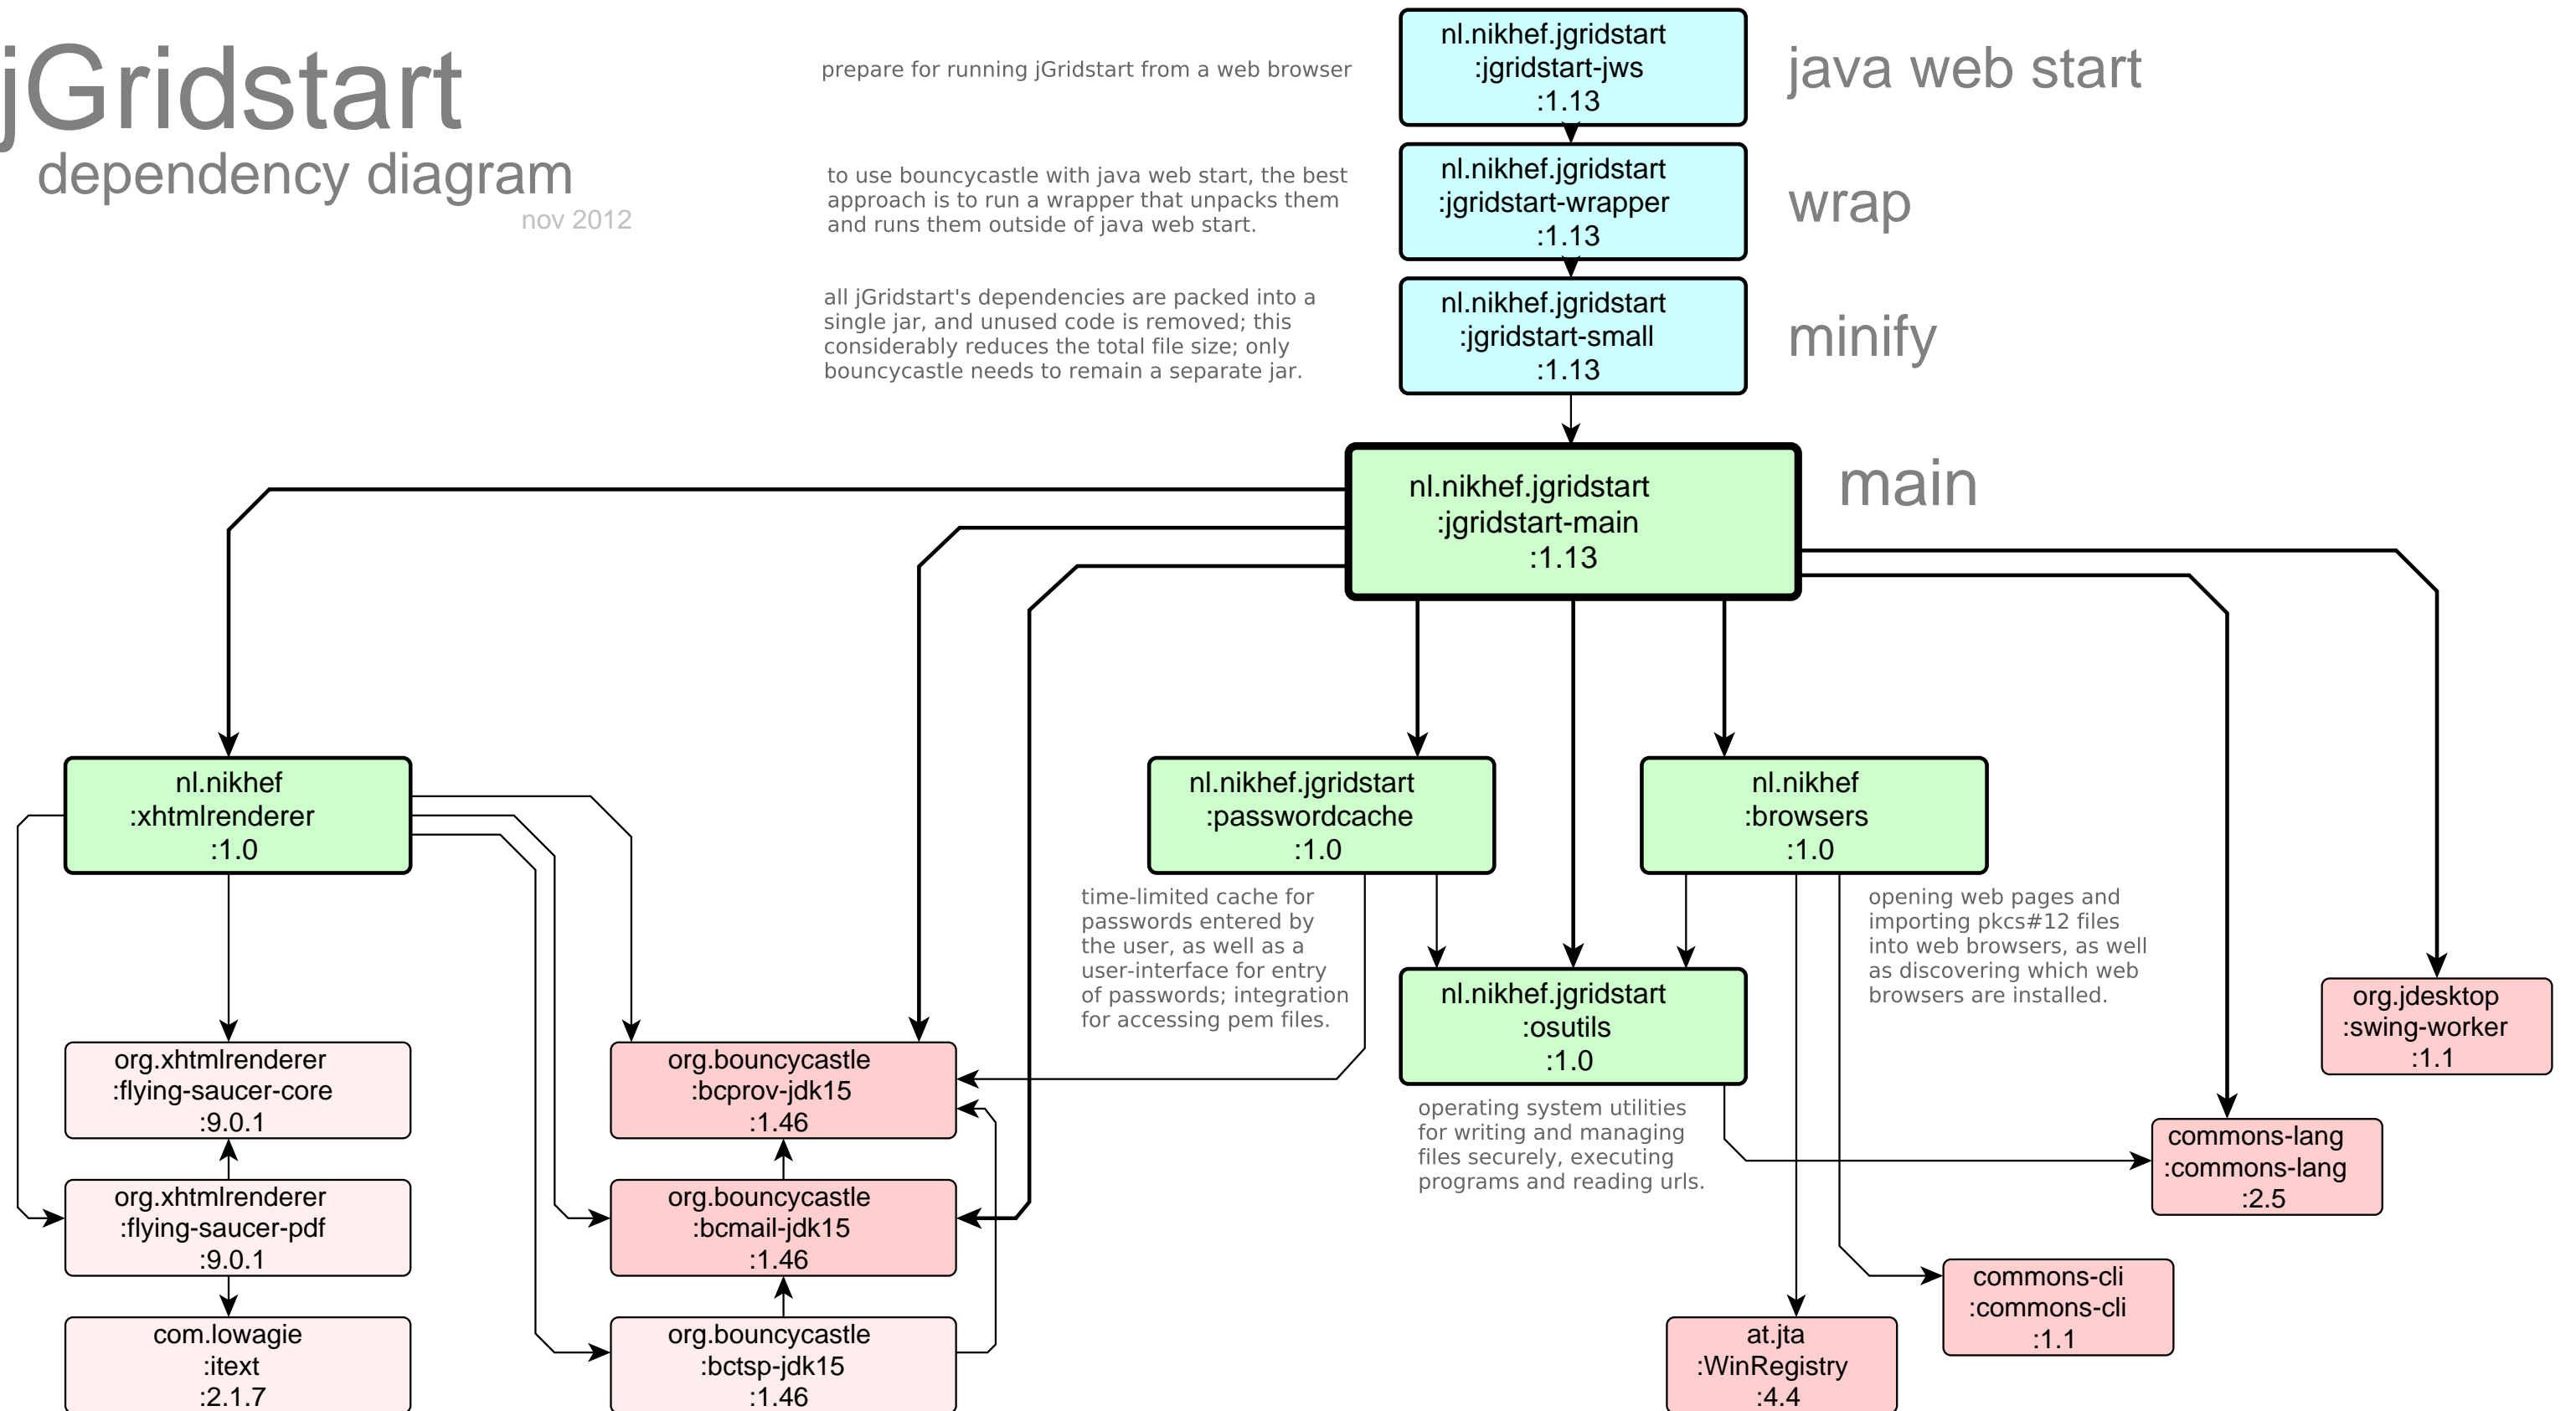 jGridstart
dependency diagram
nov 2012
prepare for running jGridstart from a web browser
nl.nikhef.jgridstart
:jgridstart-jws
:1.13
java web start
to use bouncycastle with java web start, the best
approach is to run a wrapper that unpacks them
and runs them outside of java web start.
nl.nikhef.jgridstart
:jgridstart-wrapper
:1.13
wrap
all jGridstart's dependencies are packed into a
single jar, and unused code is removed; this
considerably reduces the total file size; only
bouncycastle needs to remain a separate jar.
nl.nikhef.jgridstart
:jgridstart-small
:1.13
minify
nl.nikhef.jgridstart
:jgridstart-main
:1.13
main
nl.nikhef
:xhtmlrenderer
:1.0
nl.nikhef.jgridstart
:passwordcache
:1.0
nl.nikhef
:browsers
:1.0
time-limited cache for
passwords entered by
the user, as well as a
user-interface for entry
of passwords; integration
for accessing pem files.
opening web pages and
importing pkcs#12 files
into web browsers, as well
as discovering which web
browsers are installed.
nl.nikhef.jgridstart
:osutils
:1.0
operating system utilities
for writing and managing
files securely, executing
programs and reading urls.
org.jdesktop
:swing-worker
:1.1
org.xhtmlrenderer
:flying-saucer-core
:9.0.1
org.bouncycastle
:bcprov-jdk15
:1.46
commons-lang
:commons-lang
:2.5
org.xhtmlrenderer
:flying-saucer-pdf
:9.0.1
org.bouncycastle
:bcmail-jdk15
:1.46
commons-cli
:commons-cli
:1.1
com.lowagie
:itext
:2.1.7
org.bouncycastle
:bctsp-jdk15
:1.46
at.jta
:WinRegistry
:4.4